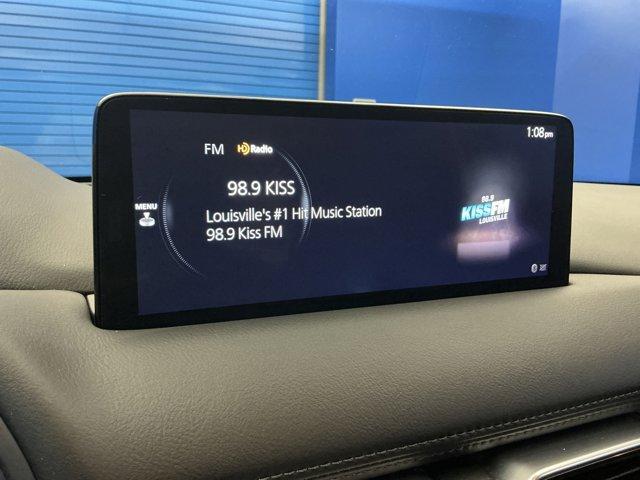 1:08pm
FM HD Radio
98.9 KISS
MENU
Louisville's #1 Hit Music Station
98.9 Kiss FM
98.9
KISSFM
LOUISVILLE